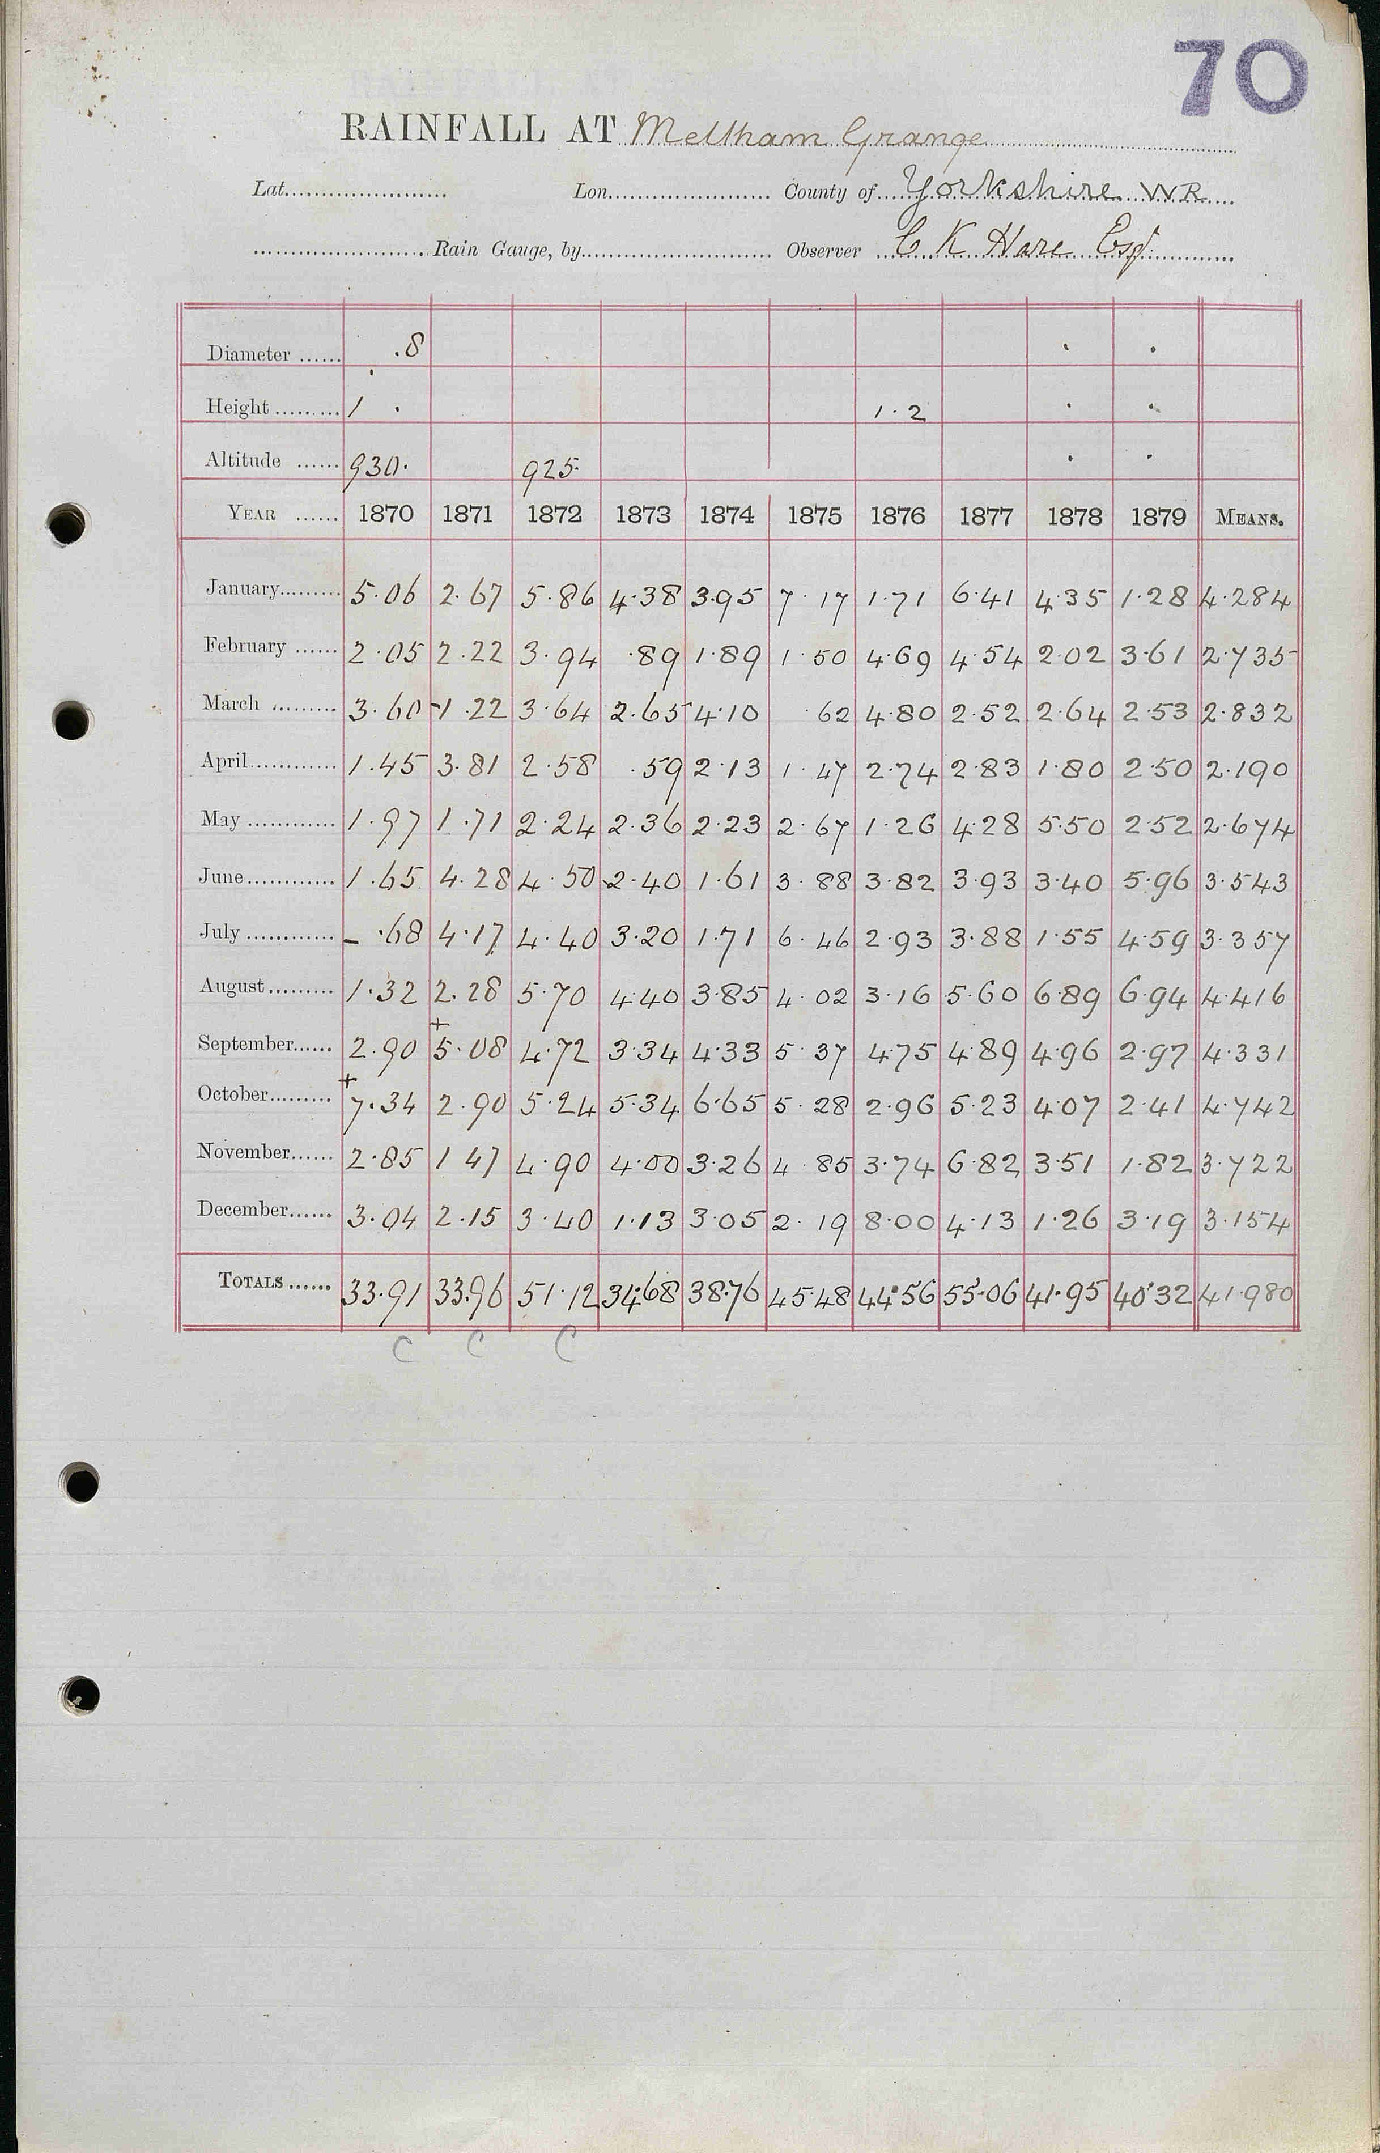 70
RAINFALL AT Meltham Grange
Lat. Lon. County of Yorkshire WR
Rain Gauge, by Observer C K Hare Esqr.
Diameter .8 . .
Height 1 . 1.2 . .
Altitude 930. 925. . .
YEAR 1870 1871 1872 1873 1874 1875 1876 1877 1878 1879 MEANS.
January 5.06 2.67 5.86 4.38 3.95 7.17 1.71 6.41 4.35 1.28 4.284
February 2.05 2.22 3.94 .89 1.89 1.50 4.69 4.54 2.02 3.61 2.735
March 3.60 -1.22 3.64 2.65 4.10 62 4.80 2.52 2.64 2.53 2.832
April 1.45 3.81 2.58 .59 2.13 1.47 2.74 2.83 1.80 2.50 2.190
May 1.97 1.71 2.24 2.36 2.23 2.67 1.26 4.28 5.50 2.52 2.674
June 1.65 4.28 4.50 2.40 1.61 3.88 3.82 3.93 3.40 5.96 3.543
July - .68 4.17 4.40 3.20 1.71 6.46 2.93 3.88 1.55 4.59 3.357
August 1.32 2.28 5.70 4.40 3.85 4.02 3.16 5.60 6.89 6.94 4.416
September 2.90 +5.08 4.72 3.34 4.33 5.37 4.75 4.89 4.96 2.97 4.331
October +7.34 2.90 5.24 5.34 6.65 5.28 2.96 5.23 4.07 2.41 4.742
November 2.85 1 47 4.90 4.00 3.26 4 85 3.74 6.82 3.51 1.82 3.722
December 3.04 2.15 3.40 1.13 3.05 2.19 8.00 4.13 1.26 3.19 3.154
TOTALS 33.91 33.96 51.12 34.68 38.76 45.48 44.56 55.06 41.95 40.32 41.980
C C C